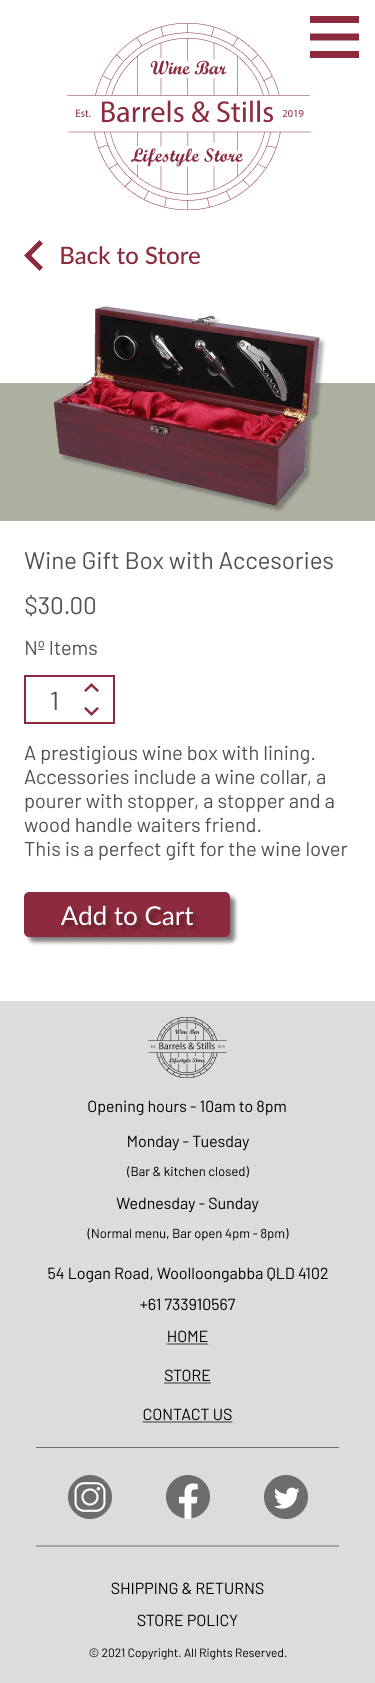 Wine Bar
Est. Barrels & Stills 2019
Lifestyle Store
Back to Store
Wine Gift Box with Accesories
$30.00
Nº Items
1
A prestigious wine box with lining.
Accessories include a wine collar, a
pourer with stopper, a stopper and a
wood handle waiters friend.
This is a perfect gift for the wine lover
Add to Cart
Wine Bar
Est. Barrels & Stills 2019
Lifestyle Store
Opening hours - 10am to 8pm
Monday - Tuesday
(Bar & kitchen closed)
Wednesday - Sunday
(Normal menu, Bar open 4pm - 8pm)
54 Logan Road, Woolloongabba QLD 4102
+61 733910567
HOME
STORE
CONTACT US
SHIPPING & RETURNS
STORE POLICY
© 2021 Copyright. All Rights Reserved.